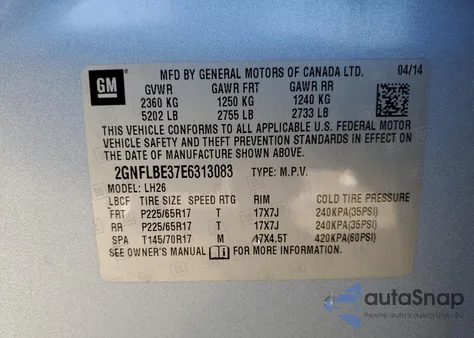 GM
MFD BY GENERAL MOTORS OF CANADA LTD. 04/14
GVWR GAWR FRT GAWR RR
2360 KG 1250 KG 1240 KG
5202 LB 2755 LB 2733 LB
THIS VEHICLE CONFORMS TO ALL APPLICABLE U.S. FEDERAL MOTOR
VEHICLE SAFETY AND THEFT PREVENTION STANDARDS IN EFFECT ON
THE DATE OF MANUFACTURE SHOWN ABOVE.
2GNFLBE37E6313083 TYPE: M.P.V.
MODEL: LH26
LBCF TIRE SIZE SPEED RTG RIM COLD TIRE PRESSURE
FRT P225/65R17 T 17X7J 240KPA(35PSI)
RR P225/65R17 T 17X7J 240KPA(35PSI)
SPA T145/70R17 M 17X4.5T 420KPA(60PSI)
SEE OWNER'S MANUAL FOR MORE INFORMATION.
autoSnap